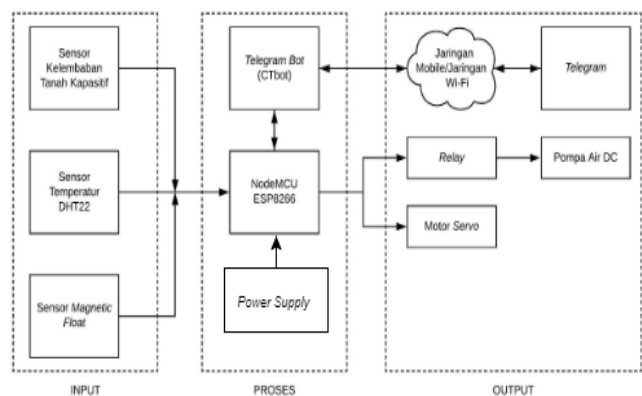 Sensor
Kelembaban
Tanah Kapasitif
Sensor
Temperatur
DHT22
Sensor Magnetic
Float
INPUT
Telegram Bot
(CTbot)
NodeMCU
ESP8266
Power Supply
PROSES
Jaringan
Mobile/Jaringan
Wi-Fi
Telegram
Relay
Pompa Air DC
Motor Servo
OUTPUT